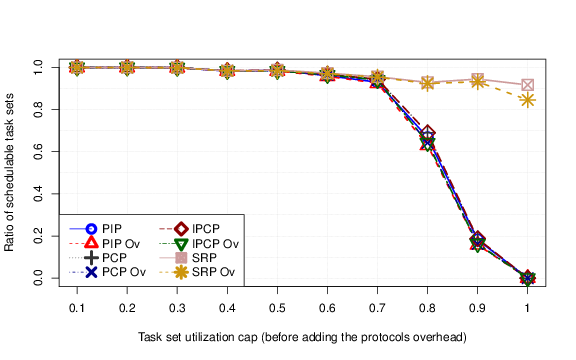 Ratio of schedulable task sets
1.0
0.8
0.6
0.4
0.2
0.0
PIP
PIP Ov
PCP
PCP Ov
IPCP
IPCP Ov
SRP
SRP Ov
0.1 0.2 0.3 0.4 0.5 0.6 0.7 0.8 0.9 1
Task set utilization cap (before adding the protocols overhead)